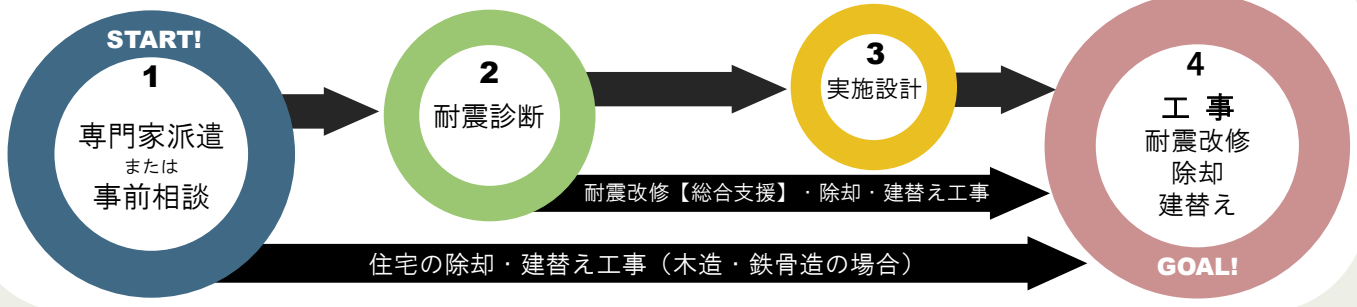 START!
1
専門家派遣
または
事前相談
2
耐震診断
3
実施設計
4
工 事
耐震改修
除却
建替え
GOAL!
耐震改修【総合支援】・除却・建替え工事
住宅の除却・建替え工事（木造・鉄骨造の場合）